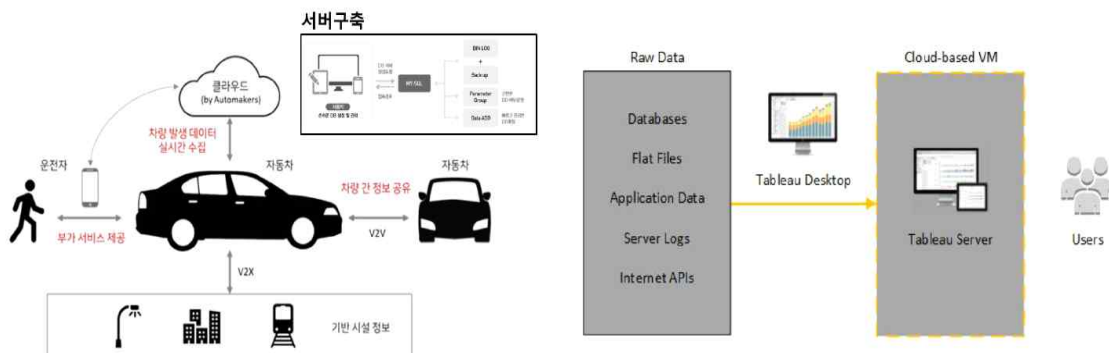 서버구축
BIN LOG
+
Back up
MY SQL
Parameter
Group
클라우드
(by Automakers)
차량 발생 데이터
실시간 수집
운전자
자동차
자동차
차량 간 정보 공유
부가 서비스 제공
V2V
V2X
기반 시설 정보
Raw Data
Databases
Flat Files
Application Data
Server Logs
Internet APIs
Tableau Desktop
Cloud-based VM
Tableau Server
Users